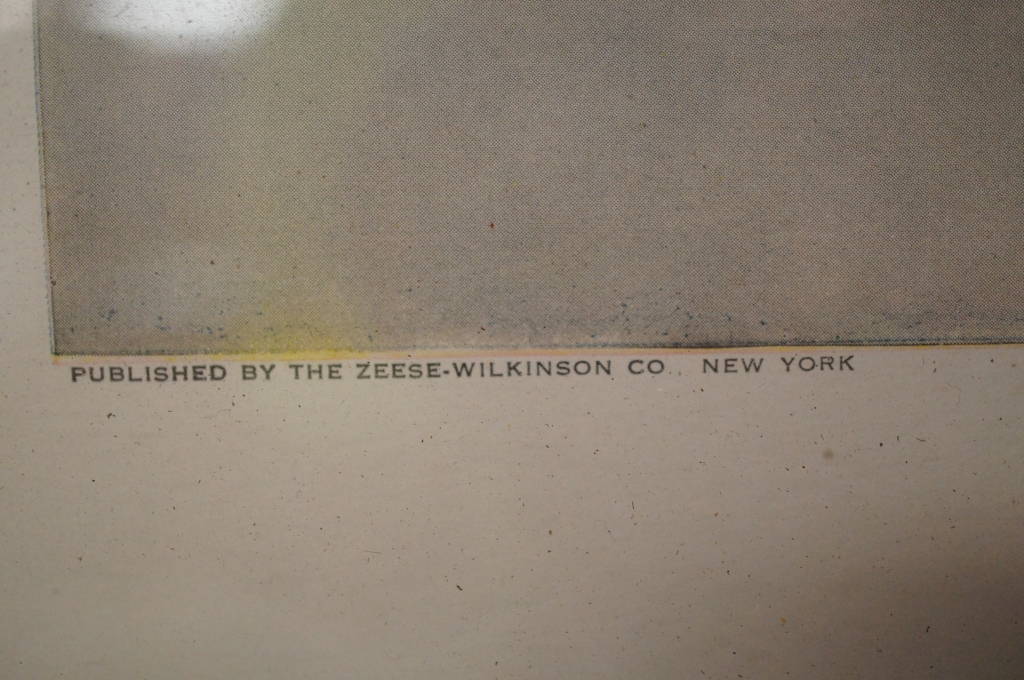 PUBLISHED BY THE ZEESE-WILKINSON CO., NEW YORK